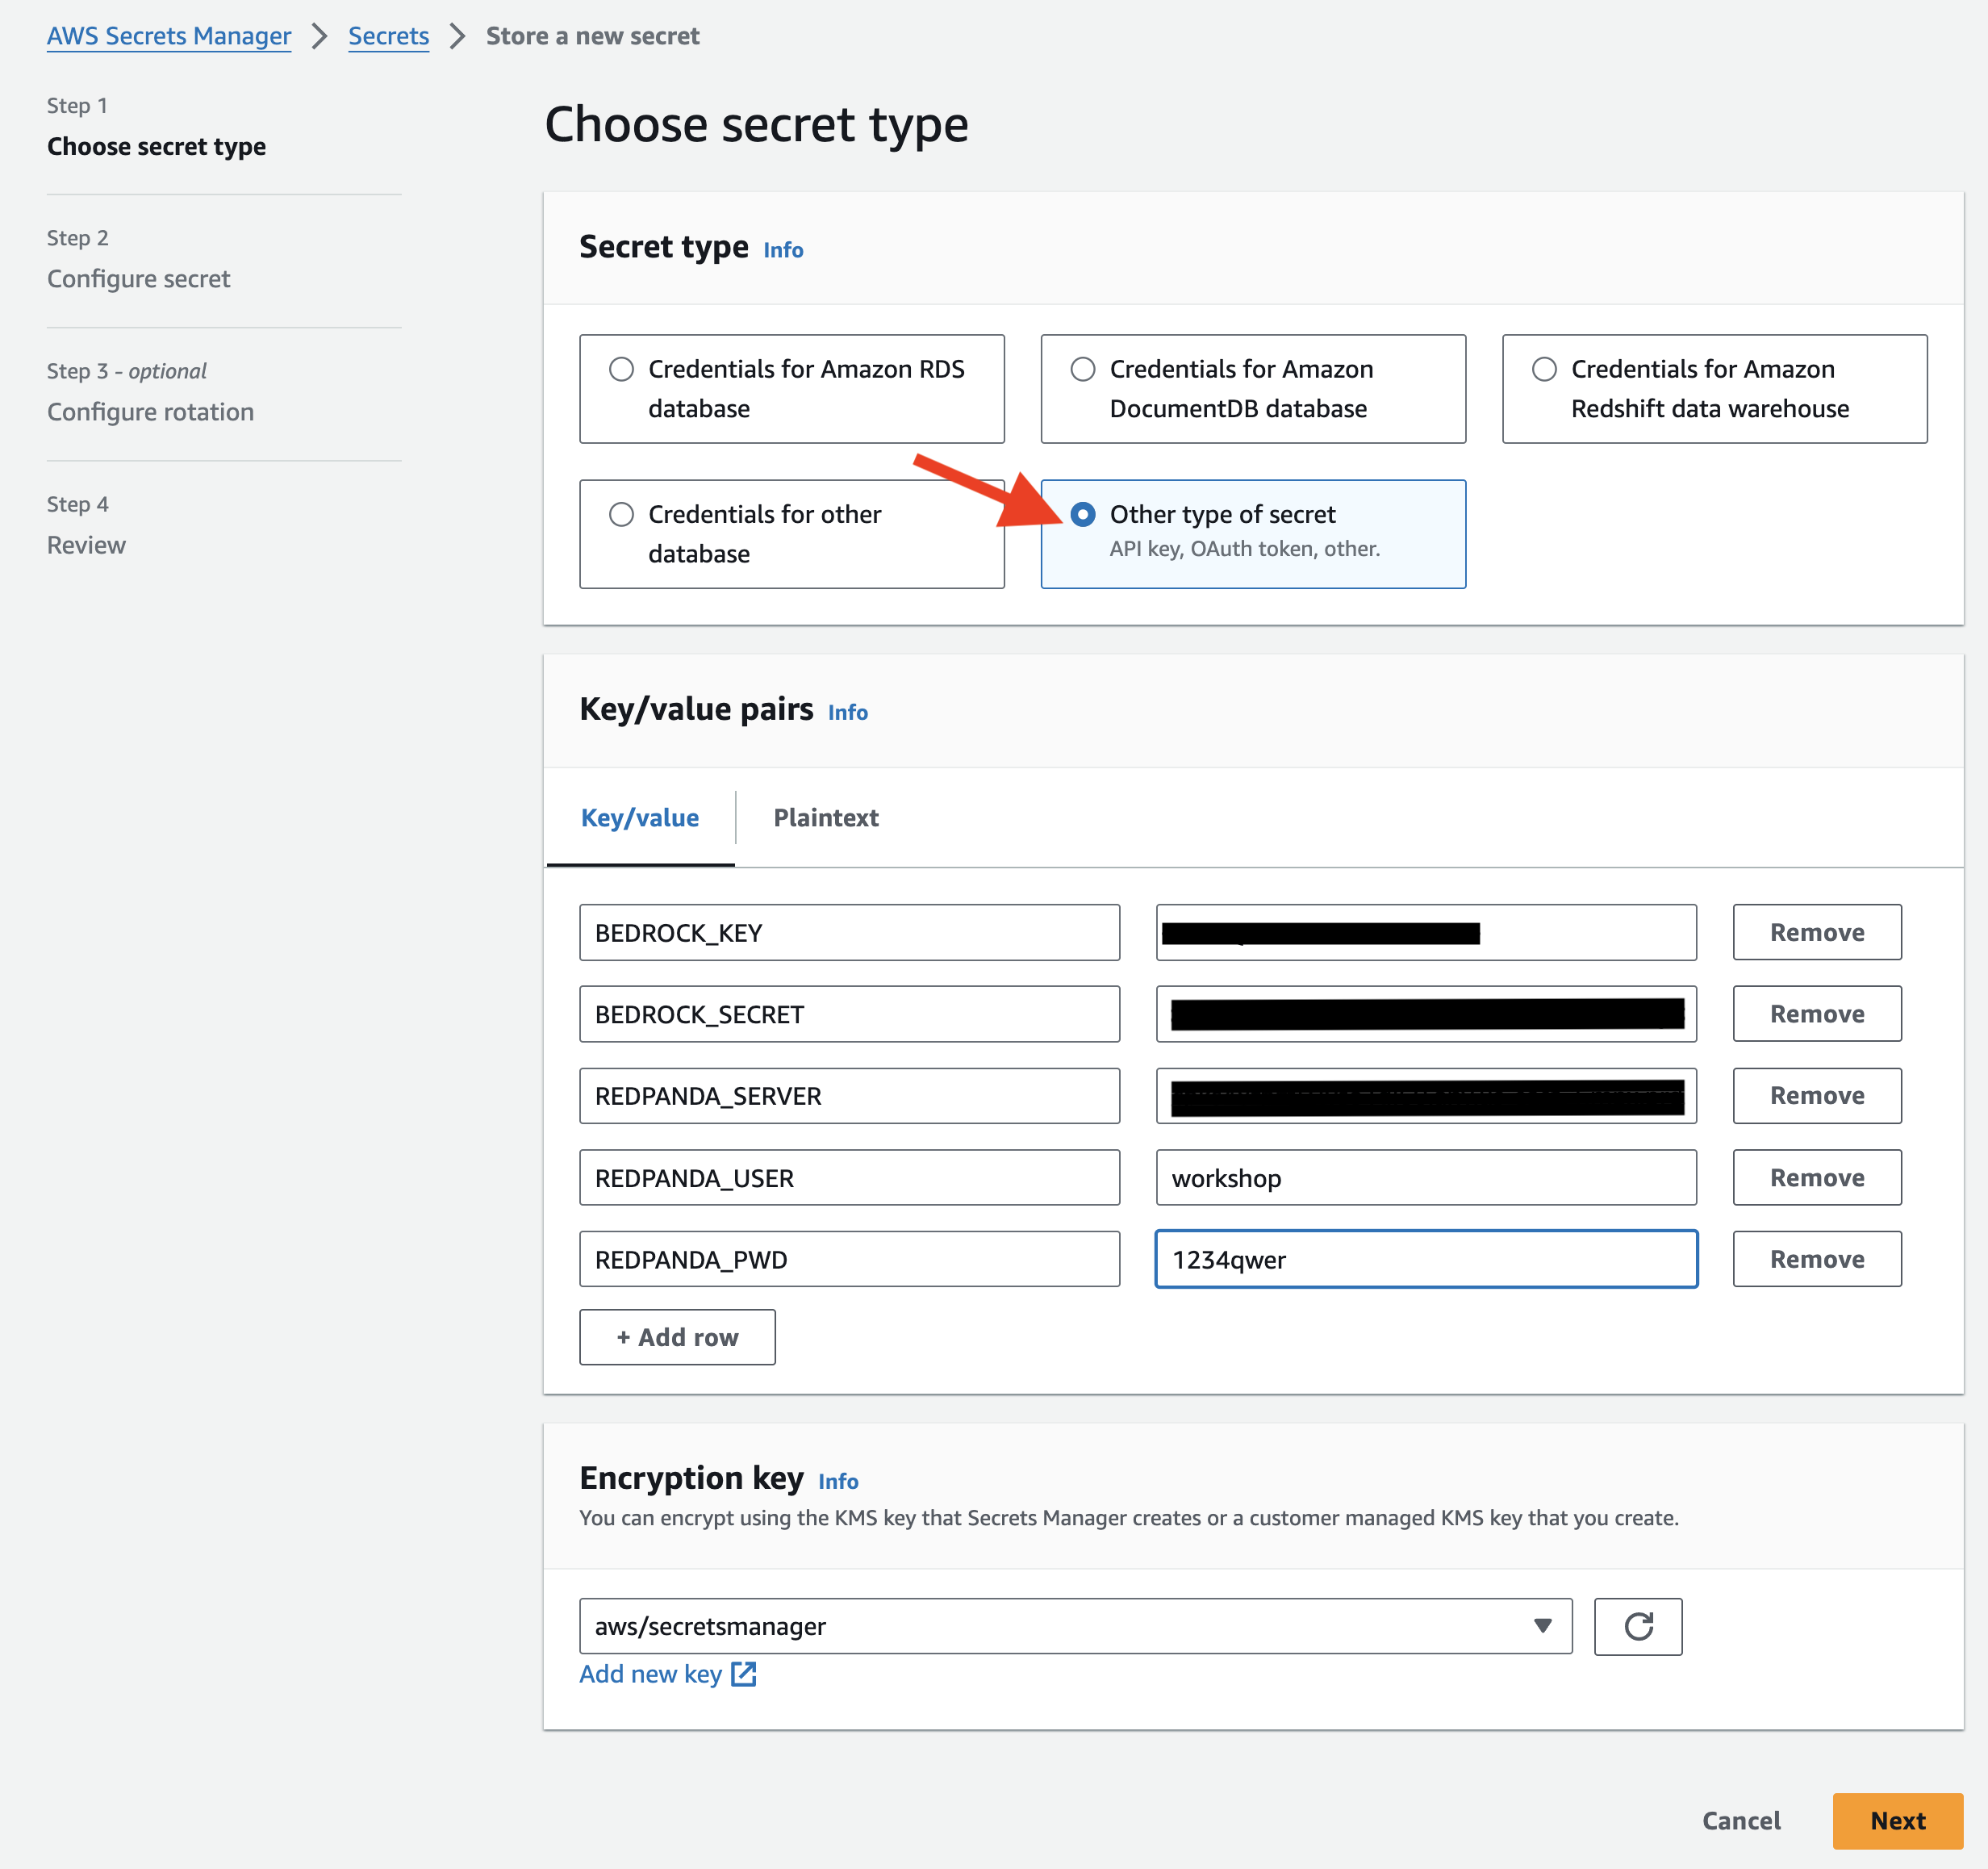 AWS Secrets Manager > Secrets > Store a new secret
Step 1
Choose secret type
Step 2
Configure secret
Step 3 - optional
Configure rotation
Step 4
Review
Choose secret type
Secret type Info
Credentials for Amazon RDS
database
Credentials for Amazon
DocumentDB database
Credentials for Amazon
Redshift data warehouse
Credentials for other
database
Other type of secret
API key, OAuth token, other.
Key/value pairs Info
Key/value Plaintext
BEDROCK_KEY Remove
BEDROCK_SECRET Remove
REDPANDA_SERVER Remove
REDPANDA_USER workshop Remove
REDPANDA_PWD 1234qwer Remove
+ Add row
Encryption key Info
You can encrypt using the KMS key that Secrets Manager creates or a customer managed KMS key that you create.
aws/secretsmanager
Add new key
Cancel Next